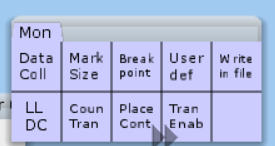 Mon
Data Coll
Mark Size
Break point
User def
Write in file
LL DC
Coun Tran
Place Cont
Tran Enab